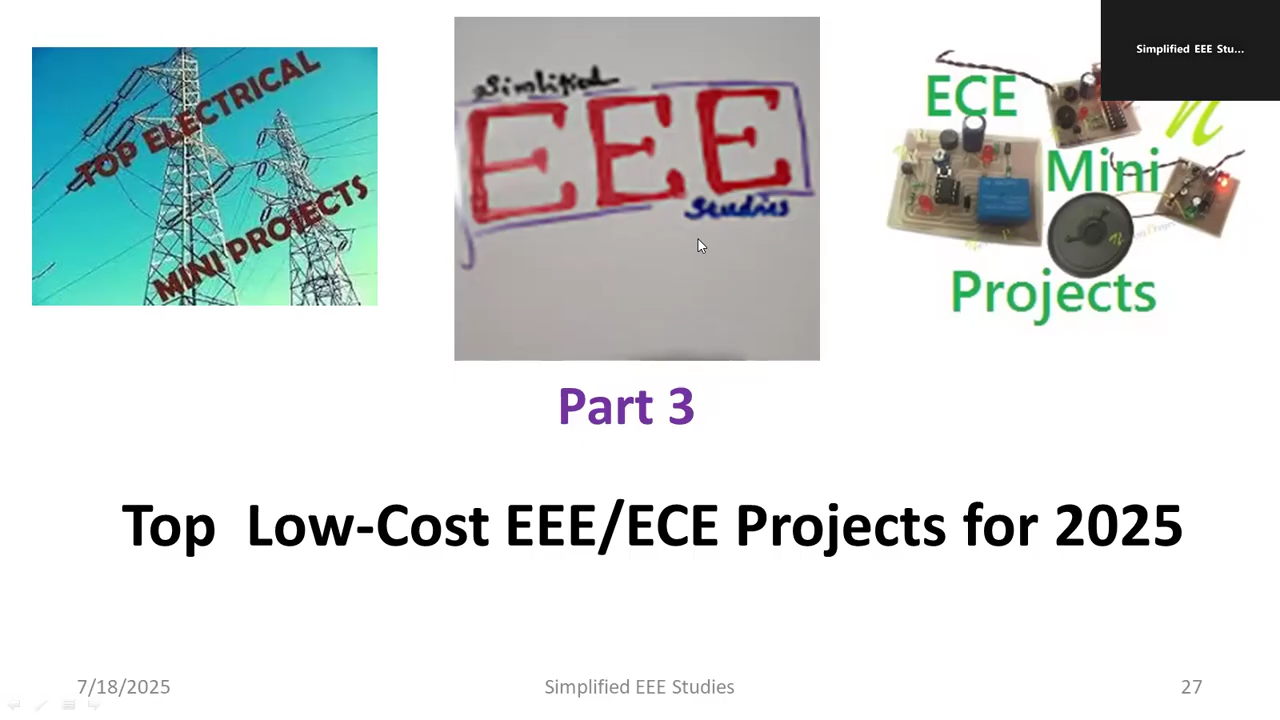 TOP ELECTRICAL
MINI PROJECTS
Simlified
EEE
Studies
ECE
Mini
Projects
Simplified EEE Stu...
Part 3
Top Low-Cost EEE/ECE Projects for 2025
7/18/2025
Simplified EEE Studies
27